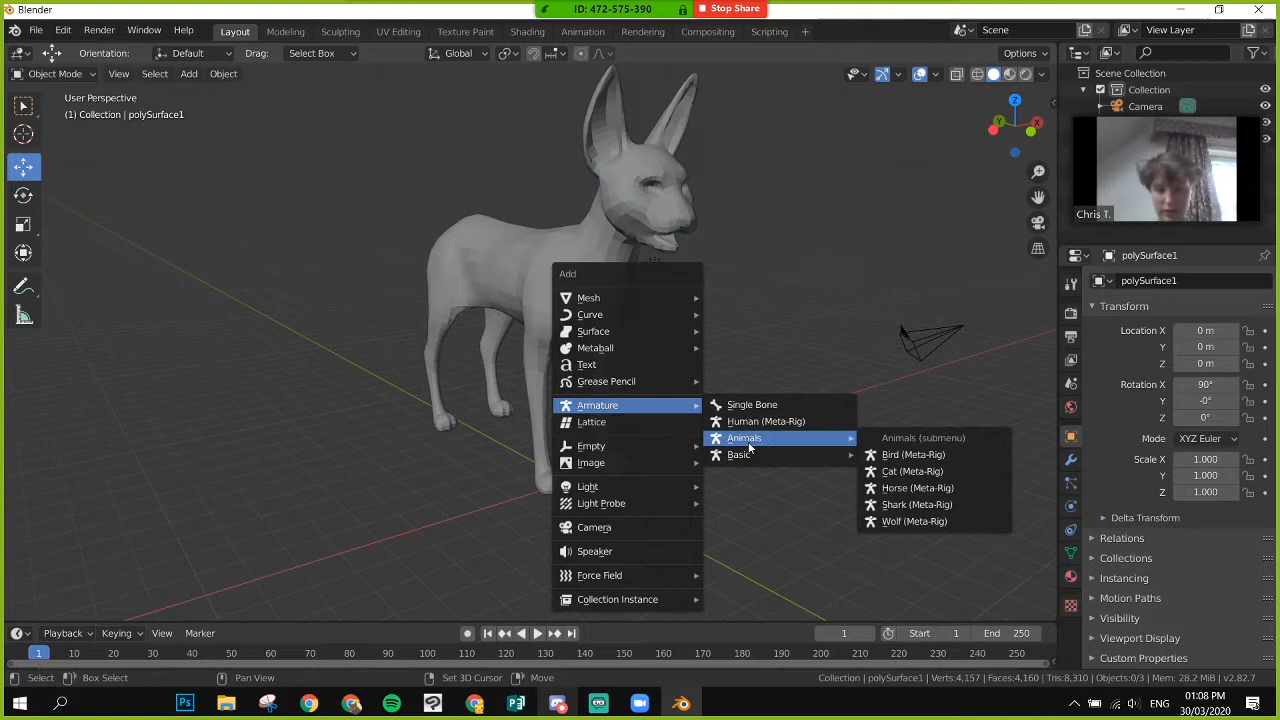 Blender
ID: 472-575-390
Stop Share
File Edit Render Window Help Layout Modeling Sculpting UV Editing Texture Paint Shading Animation Rendering Compositing Scripting + Scene View Layer
Orientation: Default Drag: Select Box Global Options
Object Mode View Select Add Object
User Perspective
(1) Collection | polySurface1
Z
Y
X
Scene Collection
Collection
Camera
Chris T.
Add
Mesh
Curve
Surface
Metaball
Text
Grease Pencil
Armature
Lattice
Empty
Image
Light
Light Probe
Camera
Speaker
Force Field
Collection Instance
Single Bone
Human (Meta-Rig)
Animals
Basic
Animals (submenu)
Bird (Meta-Rig)
Cat (Meta-Rig)
Horse (Meta-Rig)
Shark (Meta-Rig)
Wolf (Meta-Rig)
polySurface1
polySurface1
Transform
Location X 0 m
Y 0 m
Z 0 m
Rotation X 90°
Y -0°
Z 0°
Mode XYZ Euler
Scale X 1.000
Y 1.000
Z 1.000
Delta Transform
Relations
Collections
Instancing
Motion Paths
Visibility
Viewport Display
Custom Properties
Playback Keying View Marker 1 Start 1 End 250
1 10 20 30 40 50 60 70 80 90 100 110 120 130 140 150 160 170 180 190 200 210 220 230 240 250
Select Box Select Pan View Set 3D Cursor Move Collection | polySurface1 | Verts:4,157 | Faces:4,160 | Tris:8,310 | Objects:0/3 | Mem: 28.2 MiB | v2.82.7
Ps ENG 01:08 PM
30/03/2020